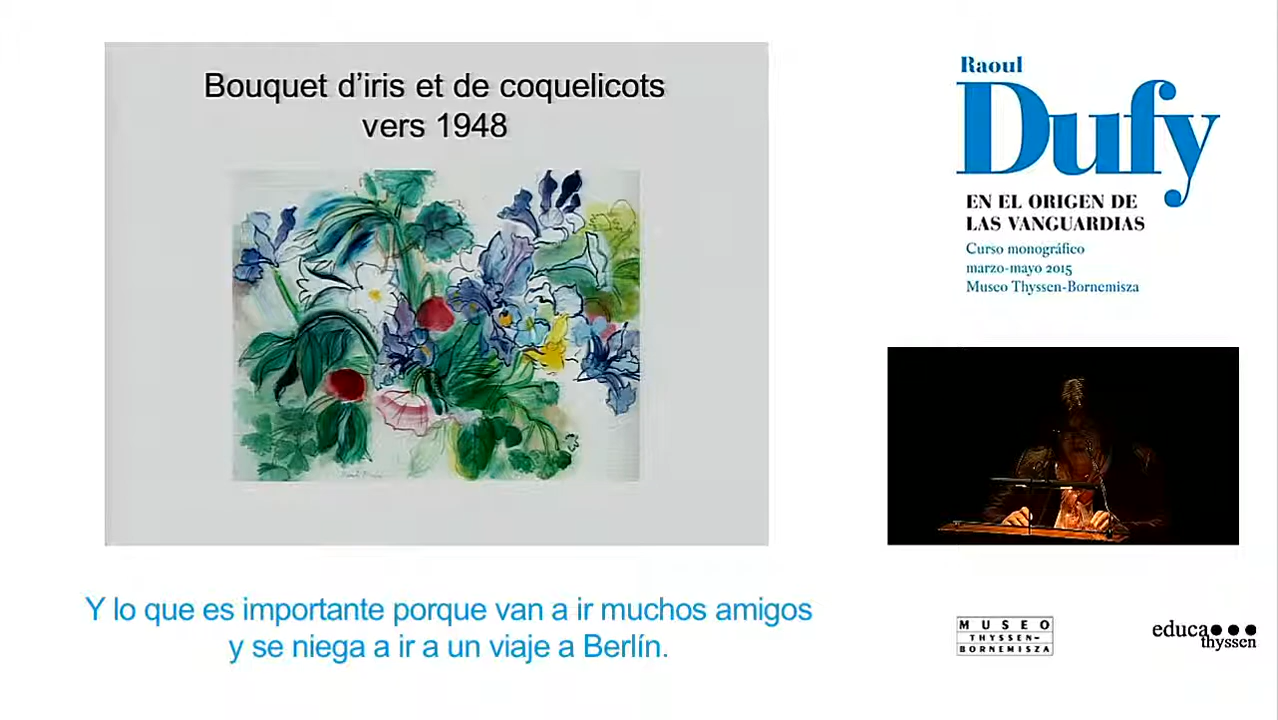 Bouquet d'iris et de coquelicots
vers 1948
Raoul
Dufy
EN EL ORIGEN DE
LAS VANGUARDIAS
Curso monográfico
marzo-mayo 2015
Museo Thyssen-Bornemisza
Y lo que es importante porque van a ir muchos amigos
y se niega a ir a un viaje a Berlín.
MUSEO
THYSSEN-
BORNEMISZA
educa
thyssen